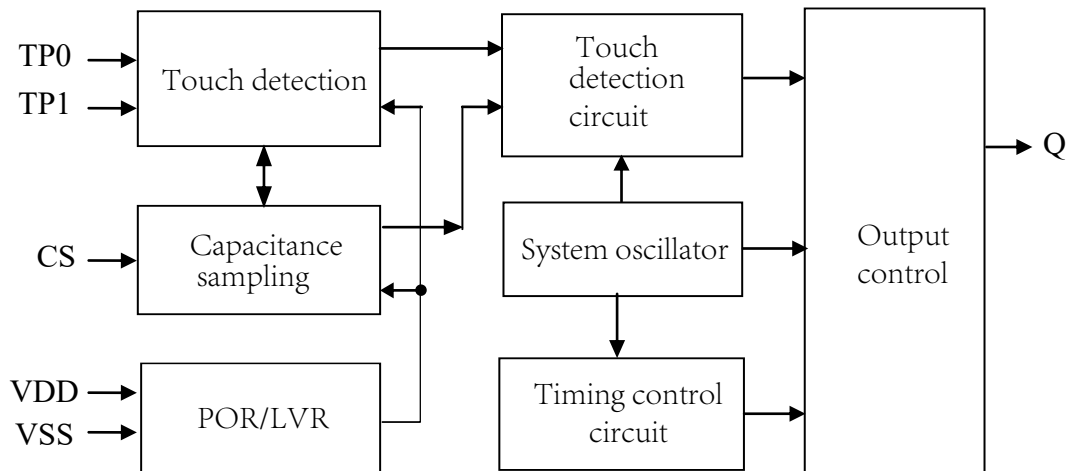 TP0
TP1
Touch detection
Touch
detection
circuit
Q
CS
Capacitance
sampling
System oscillator
Output
control
VDD
VSS
POR/LVR
Timing control
circuit